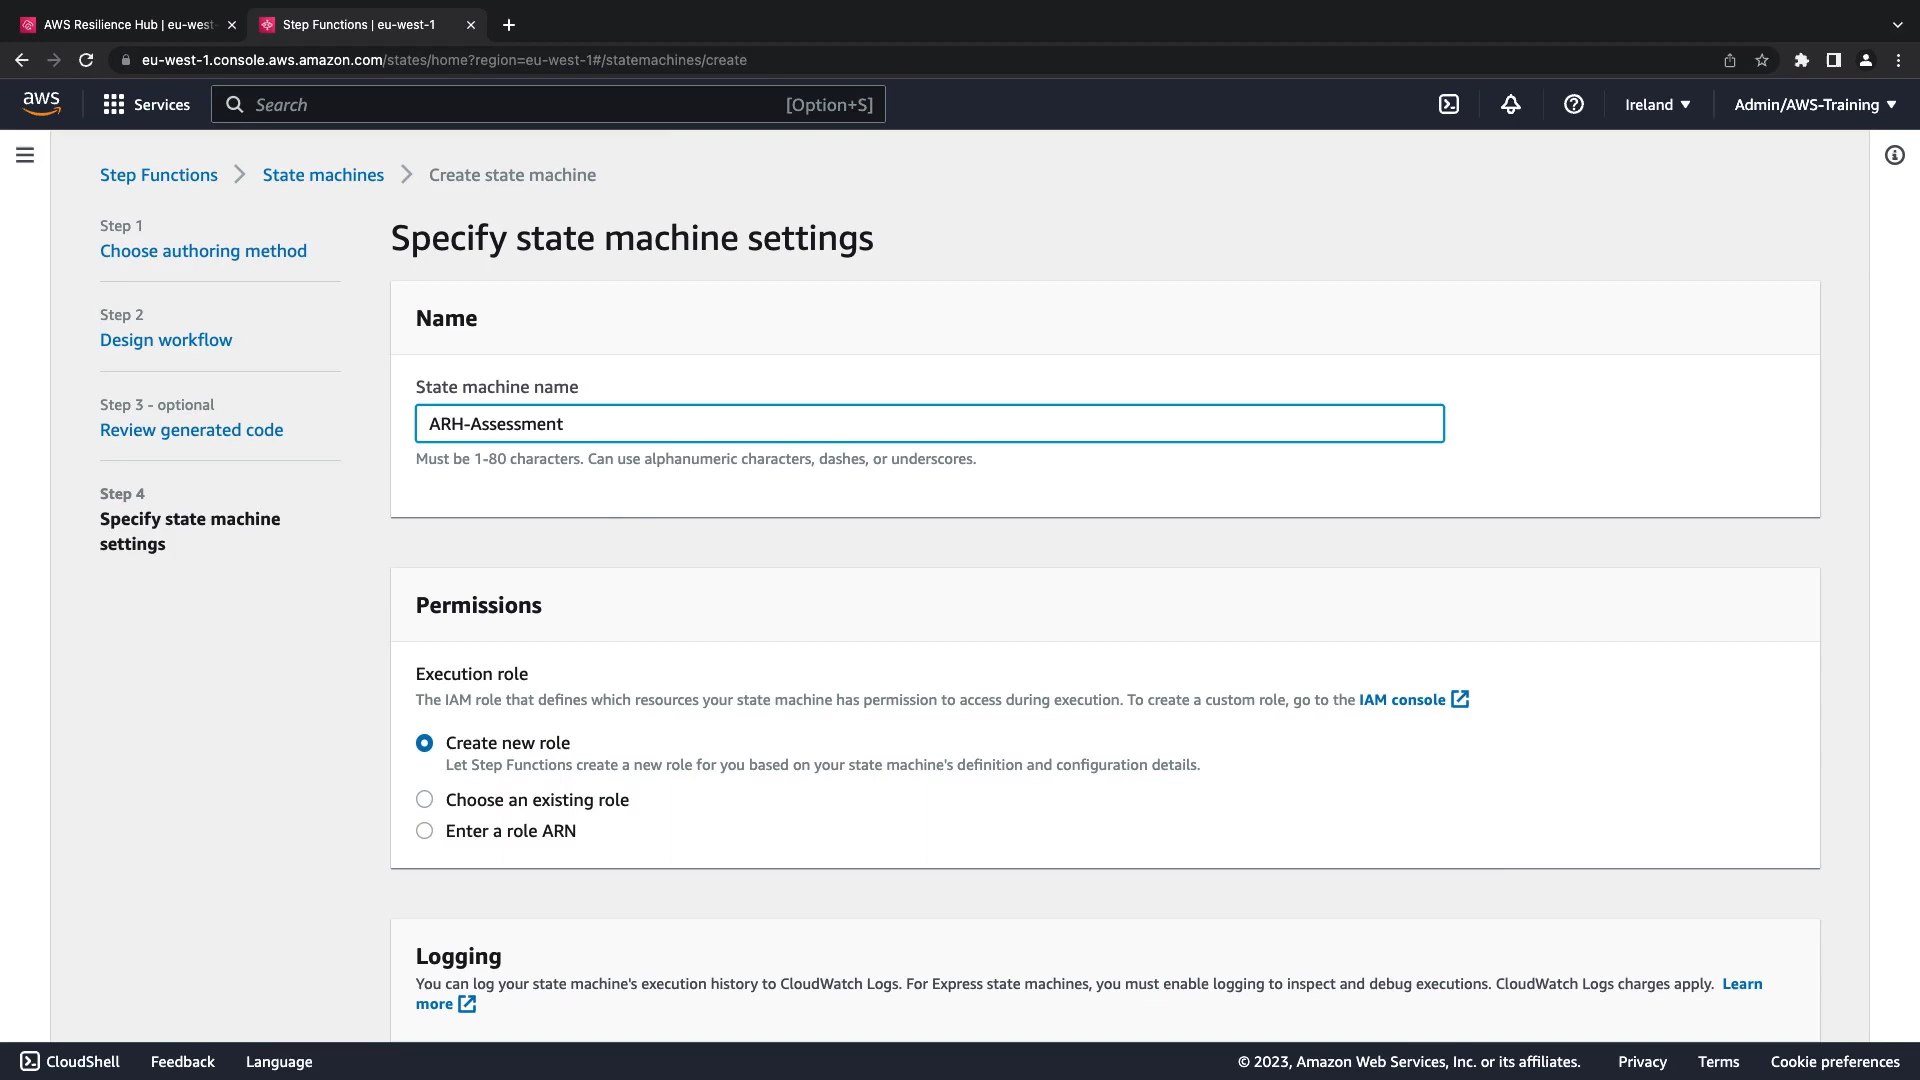 AWS Resilience Hub | eu-west-
Step Functions | eu-west-1
eu-west-1.console.aws.amazon.com/states/home?region=eu-west-1#/statemachines/create
aws
Services
Search
[Option+S]
Ireland
Admin/AWS-Training
Step Functions
State machines
Create state machine
Step 1
Choose authoring method
Step 2
Design workflow
Step 3 - optional
Review generated code
Step 4
Specify state machine
settings
Specify state machine settings
Name
State machine name
ARH-Assessment
Must be 1-80 characters. Can use alphanumeric characters, dashes, or underscores.
Permissions
Execution role
The IAM role that defines which resources your state machine has permission to access during execution. To create a custom role, go to the IAM console
Create new role
Let Step Functions create a new role for you based on your state machine's definition and configuration details.
Choose an existing role
Enter a role ARN
Logging
You can log your state machine's execution history to CloudWatch Logs. For Express state machines, you must enable logging to inspect and debug executions. CloudWatch Logs charges apply. Learn
more
CloudShell
Feedback
Language
© 2023, Amazon Web Services, Inc. or its affiliates.
Privacy
Terms
Cookie preferences